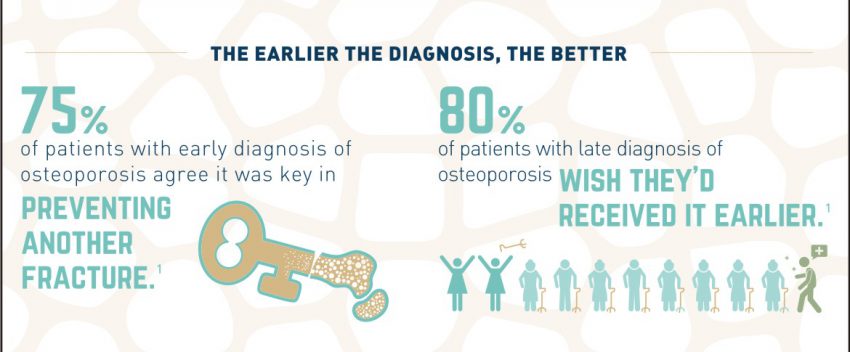 THE EARLIER THE DIAGNOSIS, THE BETTER
75%
of patients with early diagnosis of
osteoporosis agree it was key in
PREVENTING
ANOTHER
FRACTURE.¹
80%
of patients with late diagnosis of
osteoporosis WISH THEY'D
RECEIVED IT EARLIER.¹